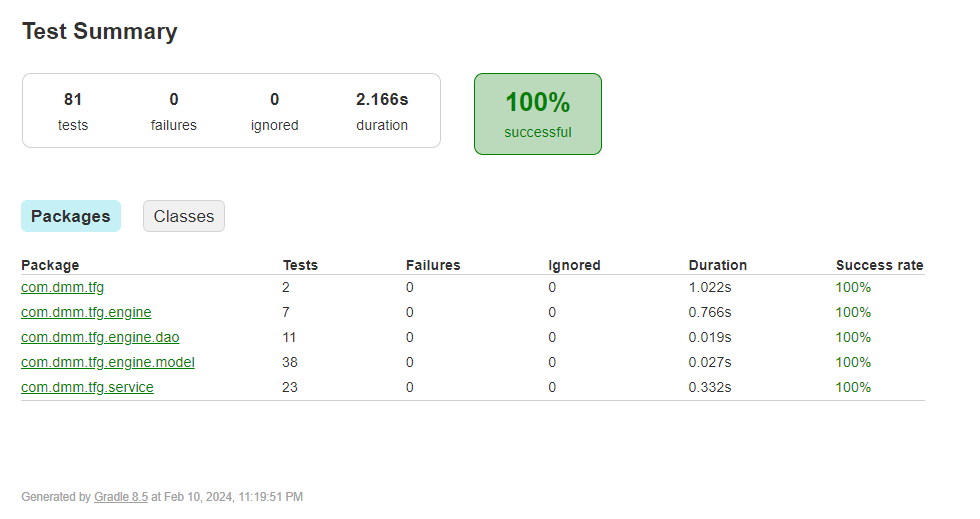 Test Summary
81 0 0 2.166s
tests failures ignored duration
100%
successful
Packages Classes
Package Tests Failures Ignored Duration Success rate
com.dmm.tfg 2 0 0 1.022s 100%
com.dmm.tfg.engine 7 0 0 0.766s 100%
com.dmm.tfg.engine.dao 11 0 0 0.019s 100%
com.dmm.tfg.engine.model 38 0 0 0.027s 100%
com.dmm.tfg.service 23 0 0 0.332s 100%
Generated by Gradle 8.5 at Feb 10, 2024, 11:19:51 PM